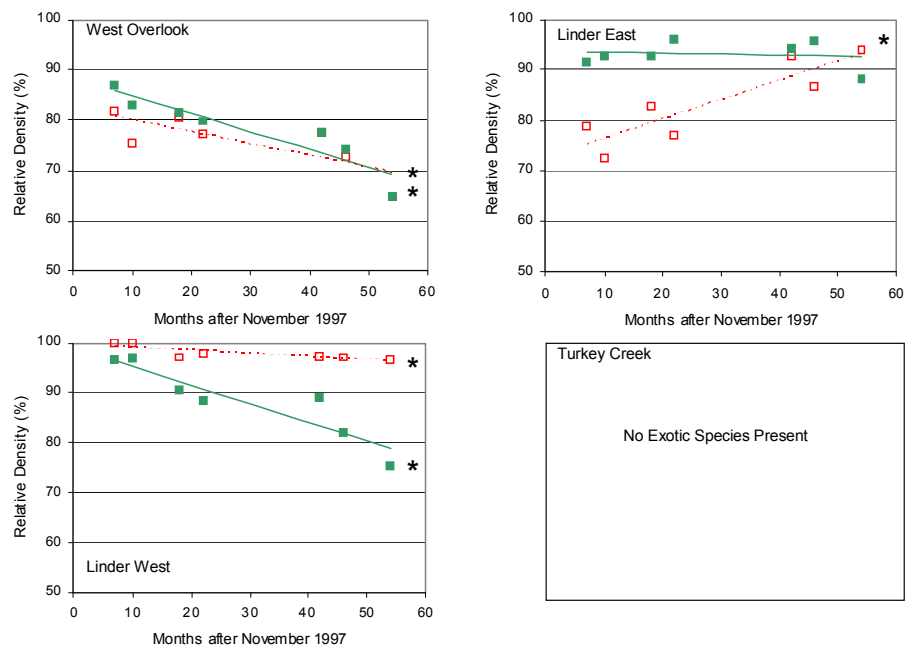 West Overlook
100
90
80
70
60
50
0 10 20 30 40 50 60
Relative Density (%)
Months after November 1997
*
*
Linder East
100
90
80
70
60
50
0 10 20 30 40 50 60
Relative Density (%)
Months after November 1997
*
Linder West
100
90
80
70
60
50
0 10 20 30 40 50 60
Relative Density (%)
Months after November 1997
*
*
Turkey Creek
No Exotic Species Present